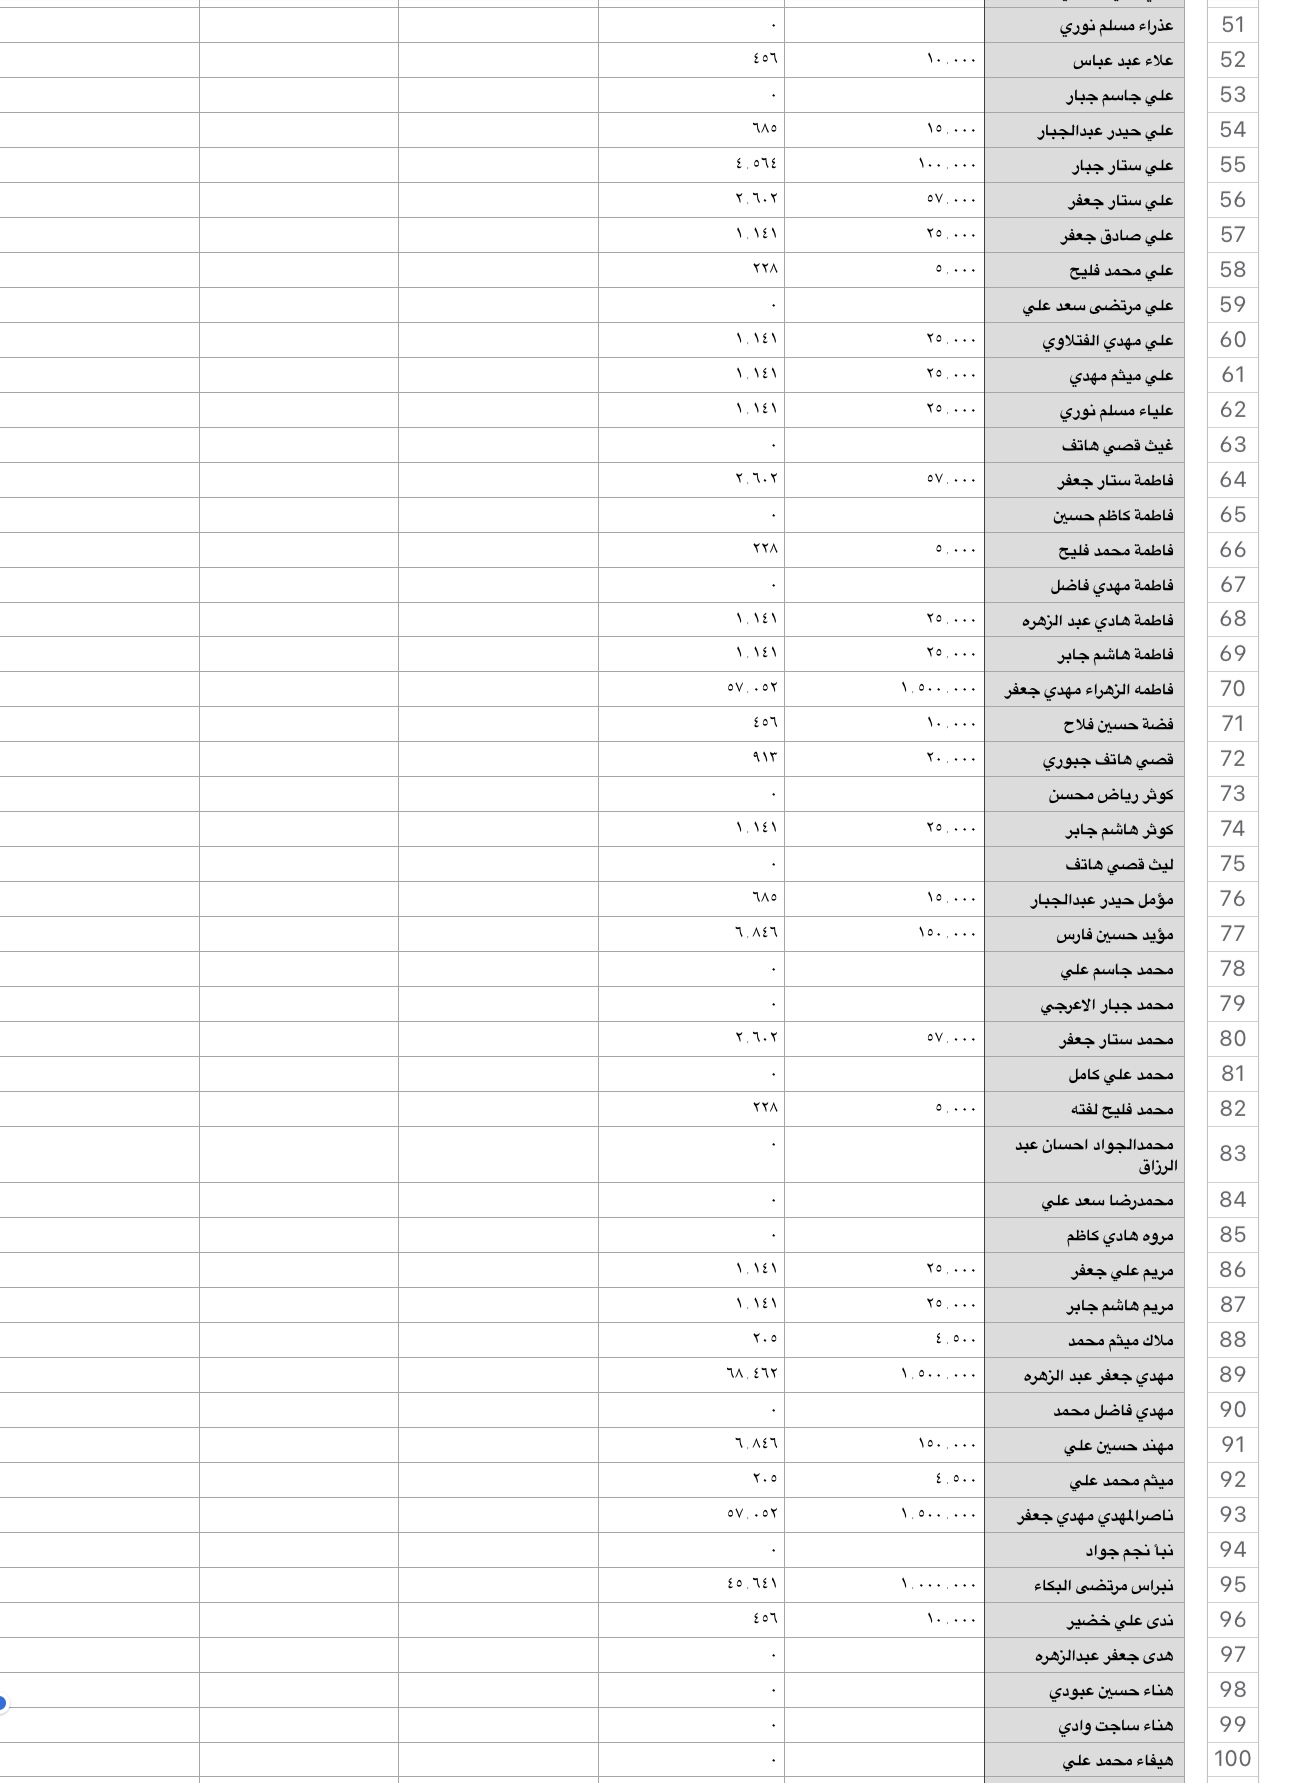 51 عذراء مسلم نوري ٠
52 علاء عبد عباس ١٠,٠٠٠ ٤٥٦
53 علي جاسم جبار ٠
54 علي حيدر عبدالجبار ١٥,٠٠٠ ٦٨٥
55 علي ستار جبار ١٠٠,٠٠٠ ٤,٥٦٤
56 علي ستار جعفر ٥٧,٠٠٠ ٢,٦٠٢
57 علي صادق جعفر ٢٥,٠٠٠ ١,١٤١
58 علي محمد فليح ٥,٠٠٠ ٢٢٨
59 علي مرتضى سعد علي ٠
60 علي مهدي الفتلاوي ٢٥,٠٠٠ ١,١٤١
61 علي ميثم مهدي ٢٥,٠٠٠ ١,١٤١
62 علياء مسلم نوري ٢٥,٠٠٠ ١,١٤١
63 غيث قصي هاتف ٠
64 فاطمة ستار جعفر ٥٧,٠٠٠ ٢,٦٠٢
65 فاطمة كاظم حسين ٠
66 فاطمة محمد فليح ٥,٠٠٠ ٢٢٨
67 فاطمة مهدي فاضل ٠
68 فاطمة هادي عبد الزهره ٢٥,٠٠٠ ١,١٤١
69 فاطمة هاشم جابر ٢٥,٠٠٠ ١,١٤١
70 فاطمه الزهراء مهدي جعفر ١,٥٠٠,٠٠٠ ٥٧,٠٥٢
71 فضة حسين فلاح ١٠,٠٠٠ ٤٥٦
72 قصي هاتف جبوري ٢٠,٠٠٠ ٩١٣
73 كوثر رياض محسن ٠
74 كوثر هاشم جابر ٢٥,٠٠٠ ١,١٤١
75 ليث قصي هاتف ٠
76 مؤمل حيدر عبدالجبار ١٥,٠٠٠ ٦٨٥
77 مؤيد حسين فارس ١٥٠,٠٠٠ ٦,٨٤٦
78 محمد جاسم علي ٠
79 محمد جبار الاعرجي ٠
80 محمد ستار جعفر ٥٧,٠٠٠ ٢,٦٠٢
81 محمد علي كامل ٠
82 محمد فليح لفته ٥,٠٠٠ ٢٢٨
83 محمدالجواد احسان عبد ٠
الرزاق
84 محمدرضا سعد علي ٠
85 مروه هادي كاظم ٠
86 مريم علي جعفر ٢٥,٠٠٠ ١,١٤١
87 مريم هاشم جابر ٢٥,٠٠٠ ١,١٤١
88 ملاك ميثم محمد ٤,٥٠٠ ٢٠٥
89 مهدي جعفر عبد الزهره ١,٥٠٠,٠٠٠ ٦٨,٤٦٢
90 مهدي فاضل محمد ٠
91 مهند حسين علي ١٥٠,٠٠٠ ٦,٨٤٦
92 ميثم محمد علي ٤,٥٠٠ ٢٠٥
93 ناصرالمهدي مهدي جعفر ١,٥٠٠,٠٠٠ ٥٧,٠٥٢
94 نبأ نجم جواد ٠
95 نبراس مرتضى البكاء ١,٠٠٠,٠٠٠ ٤٥,٦٤١
96 ندى علي خضير ١٠,٠٠٠ ٤٥٦
97 هدى جعفر عبدالزهره ٠
98 هناء حسين عبودي ٠
99 هناء ساجت وادي ٠
100 هيفاء محمد علي ٠